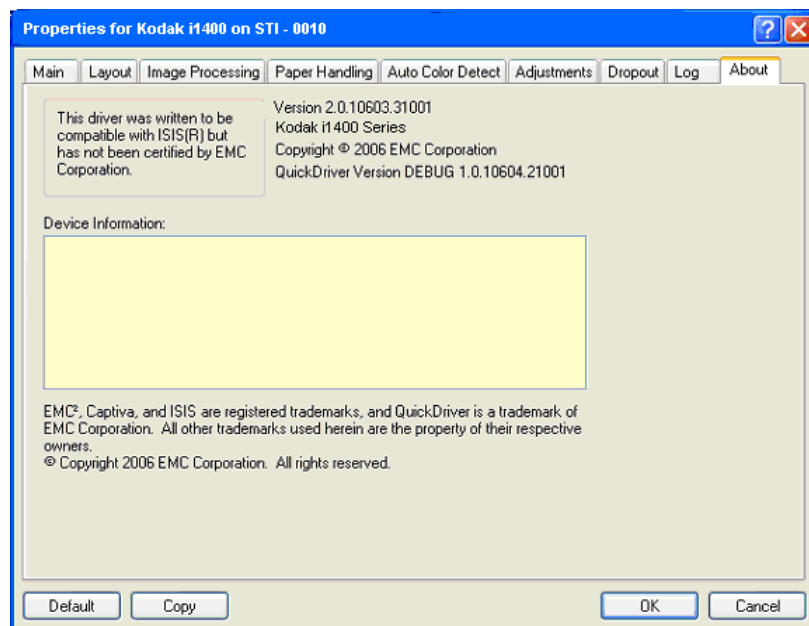 Properties for Kodak i1400 on STI - 0010
Main Layout Image Processing Paper Handling Auto Color Detect Adjustments Dropout Log About
This driver was written to be
compatible with ISIS(R) but
has not been certified by EMC
Corporation.
Version 2.0.10603.31001
Kodak i1400 Series
Copyright © 2006 EMC Corporation
QuickDriver Version DEBUG 1.0.10604.21001
Device Information:
EMC², Captiva, and ISIS are registered trademarks, and QuickDriver is a trademark of
EMC Corporation. All other trademarks used herein are the property of their respective
owners.
© Copyright 2006 EMC Corporation. All rights reserved.
Default Copy OK Cancel